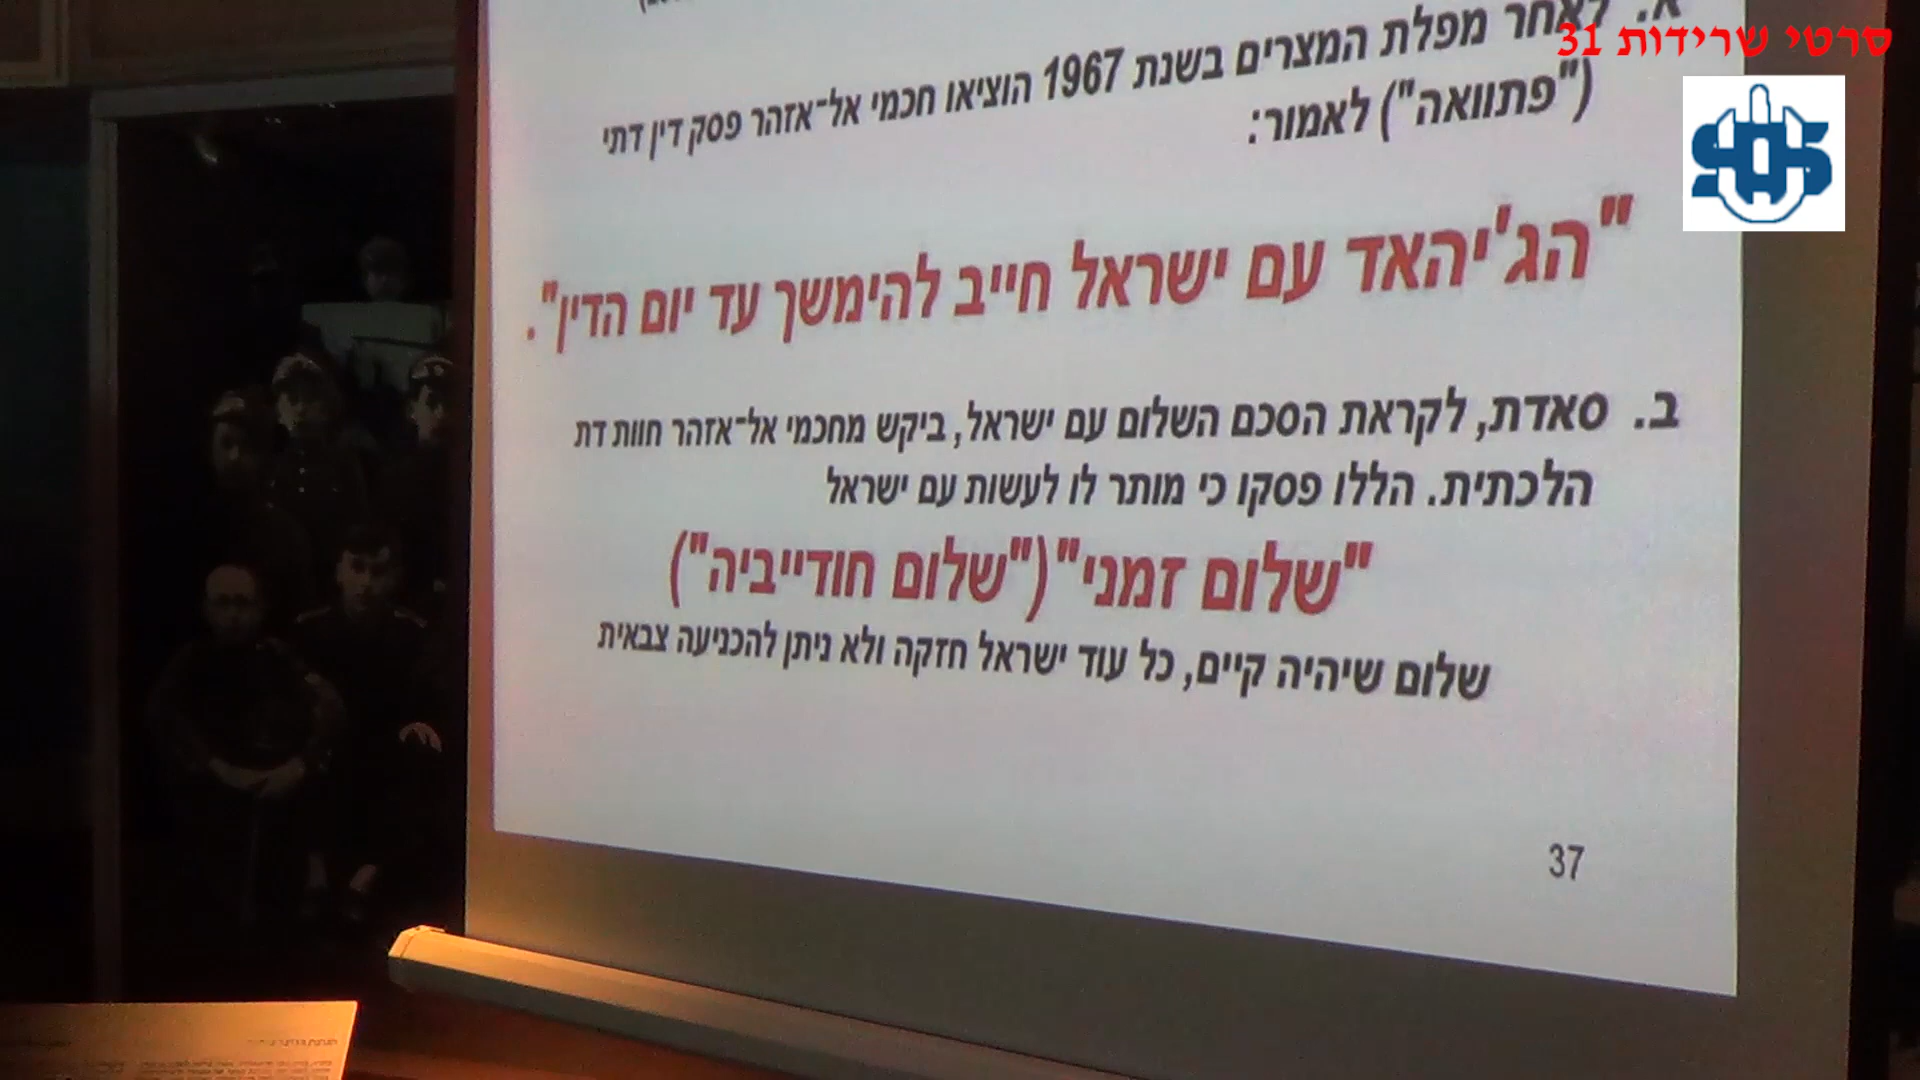 סרטי שרידות 31
SOS
א. לאחר מפלת המצרים בשנת 1967 הוציאו חכמי אל־אזהר פסק דין דתי
("פתוואה") לאמור:
"הג'יהאד עם ישראל חייב להימשך עד יום הדין".
ב. סאדת, לקראת הסכם השלום עם ישראל, ביקש מחכמי אל־אזהר חוות דת
הלכתית. הללו פסקו כי מותר לו לעשות עם ישראל
"שלום זמני" ("שלום חודייביה")
שלום שיהיה קיים, כל עוד ישראל חזקה ולא ניתן להכניעה צבאית
37